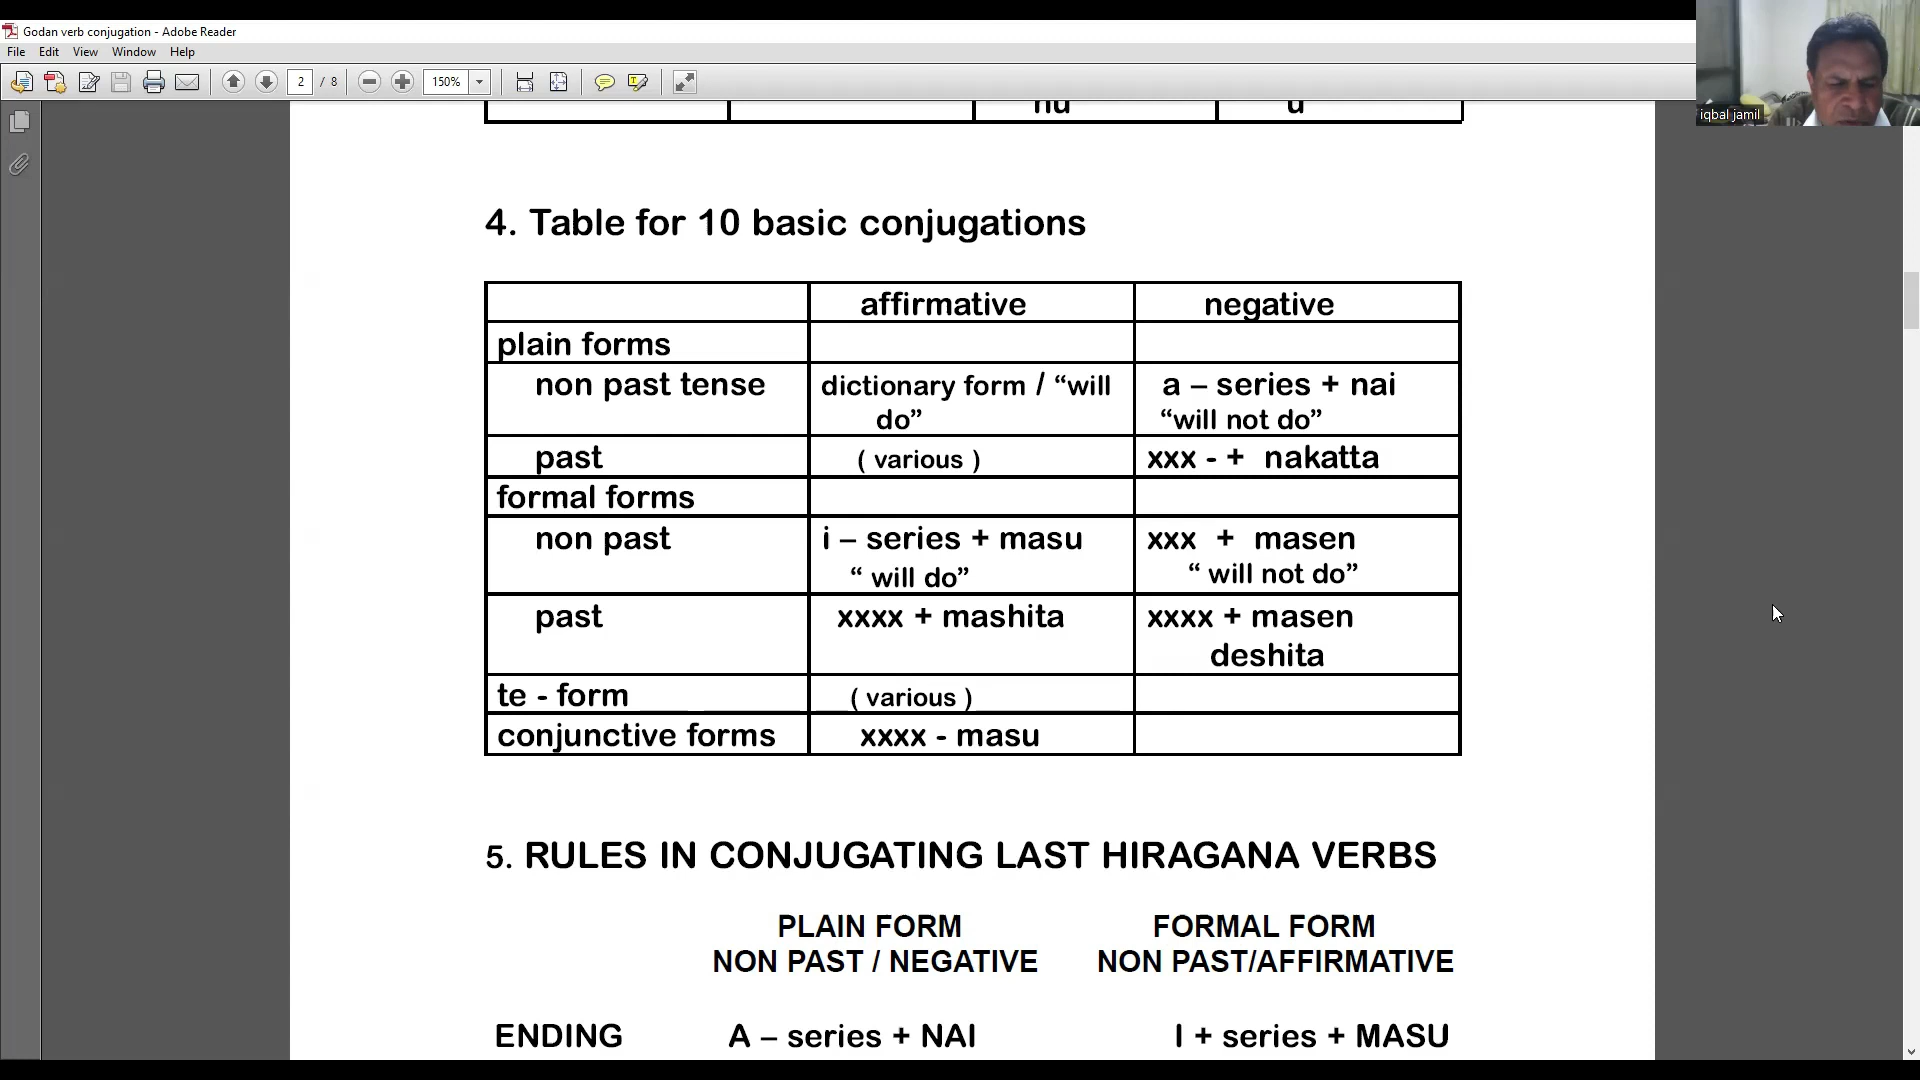 Godan verb conjugation - Adobe Reader
File Edit View Window Help
2 / 8 150%
iqbal jamil
nu u
4. Table for 10 basic conjugations
affirmative negative
plain forms
non past tense dictionary form / “will a – series + nai
do” “will not do”
past ( various ) xxx - + nakatta
formal forms
non past i – series + masu xxx + masen
“ will do” “ will not do”
past xxxx + mashita xxxx + masen
deshita
te - form ( various )
conjunctive forms xxxx - masu
5. RULES IN CONJUGATING LAST HIRAGANA VERBS
PLAIN FORM FORMAL FORM
NON PAST / NEGATIVE NON PAST/AFFIRMATIVE
ENDING A – series + NAI I + series + MASU